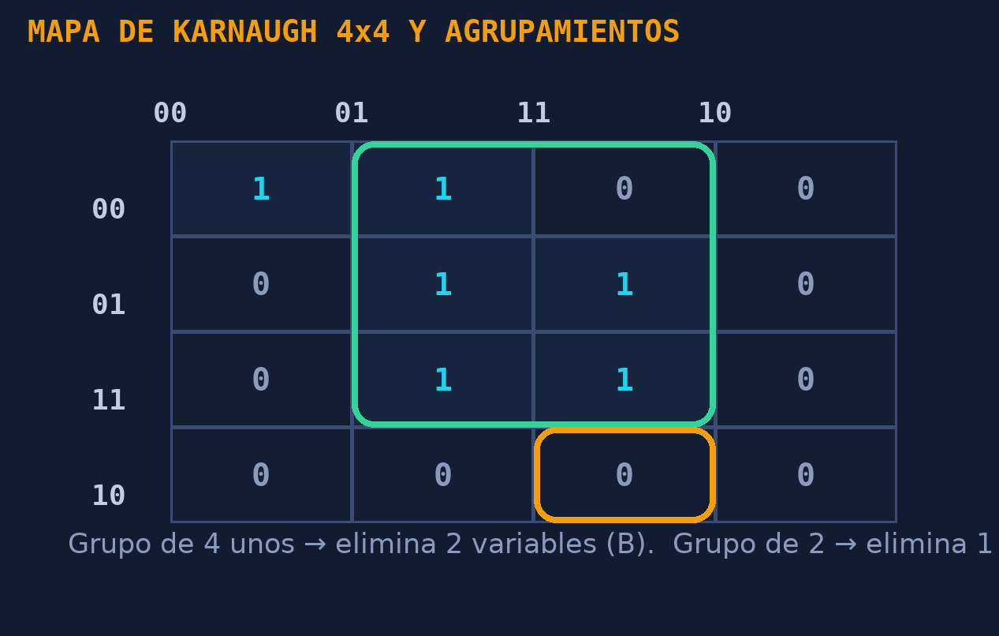 MAPA DE KARNAUGH 4x4 Y AGRUPAMIENTOS
00 01 11 10
00 1 1 0 0
01 0 1 1 0
11 0 1 1 0
10 0 0 0 0
Grupo de 4 unos → elimina 2 variables (B). Grupo de 2 → elimina 1